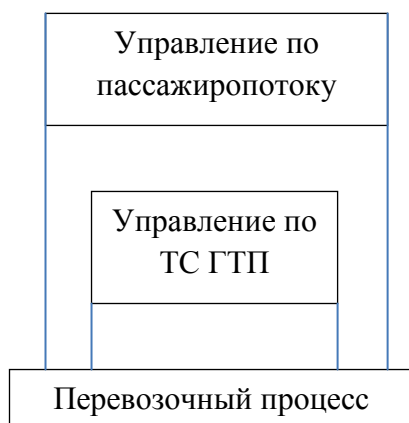 Управление по
пассажиропотоку
Управление по
ТС ГТП
Перевозочный процесс